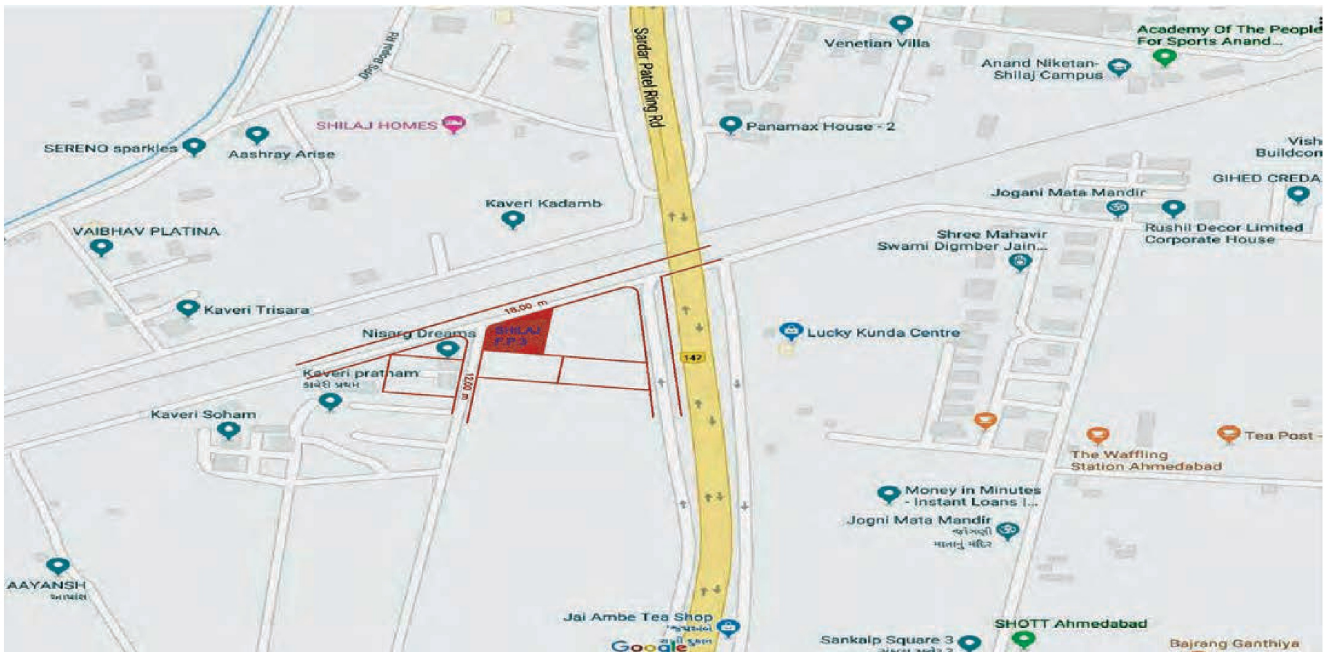 Venetian Villa
Academy Of The People
For Sports Anand...
Anand Niketan-
Shilaj Campus
Sardar Patel Ring Rd
SHILAJ HOMES
Panamax House - 2
SERENO sparkles
Aashray Arise
Vish
Buildcon
GIHED CREDA
Jogani Mata Mandir
Kaveri Kadamb
Rushil Decor Limited
Corporate House
VAIBHAV PLATINA
Shree Mahavir
Swami Digmber Jain...
Kaveri Trisara
18.00 m
Nisarg Dreams
SHILAJ
F.P.3
Lucky Kunda Centre
147
Kaveri pratham
કાવેરી પ્રથમ
12.00 m
Kaveri Soham
Tea Post -
The Waffling
Station Ahmedabad
Money in Minutes
- Instant Loans |...
Jogni Mata Mandir
જોગણી
માતાનું મંદિર
AAYANSH
Jai Ambe Tea Shop
Google
SHOTT Ahmedabad
Sankalp Square 3
Bajrang Ganthiya